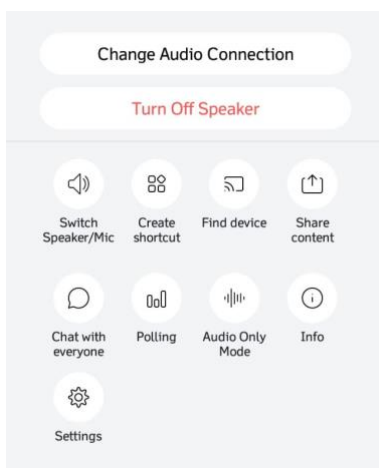 Change Audio Connection
Turn Off Speaker
Switch
Speaker/Mic
Create
shortcut
Find device
Share
content
Chat with
everyone
Polling
Audio Only
Mode
Info
Settings